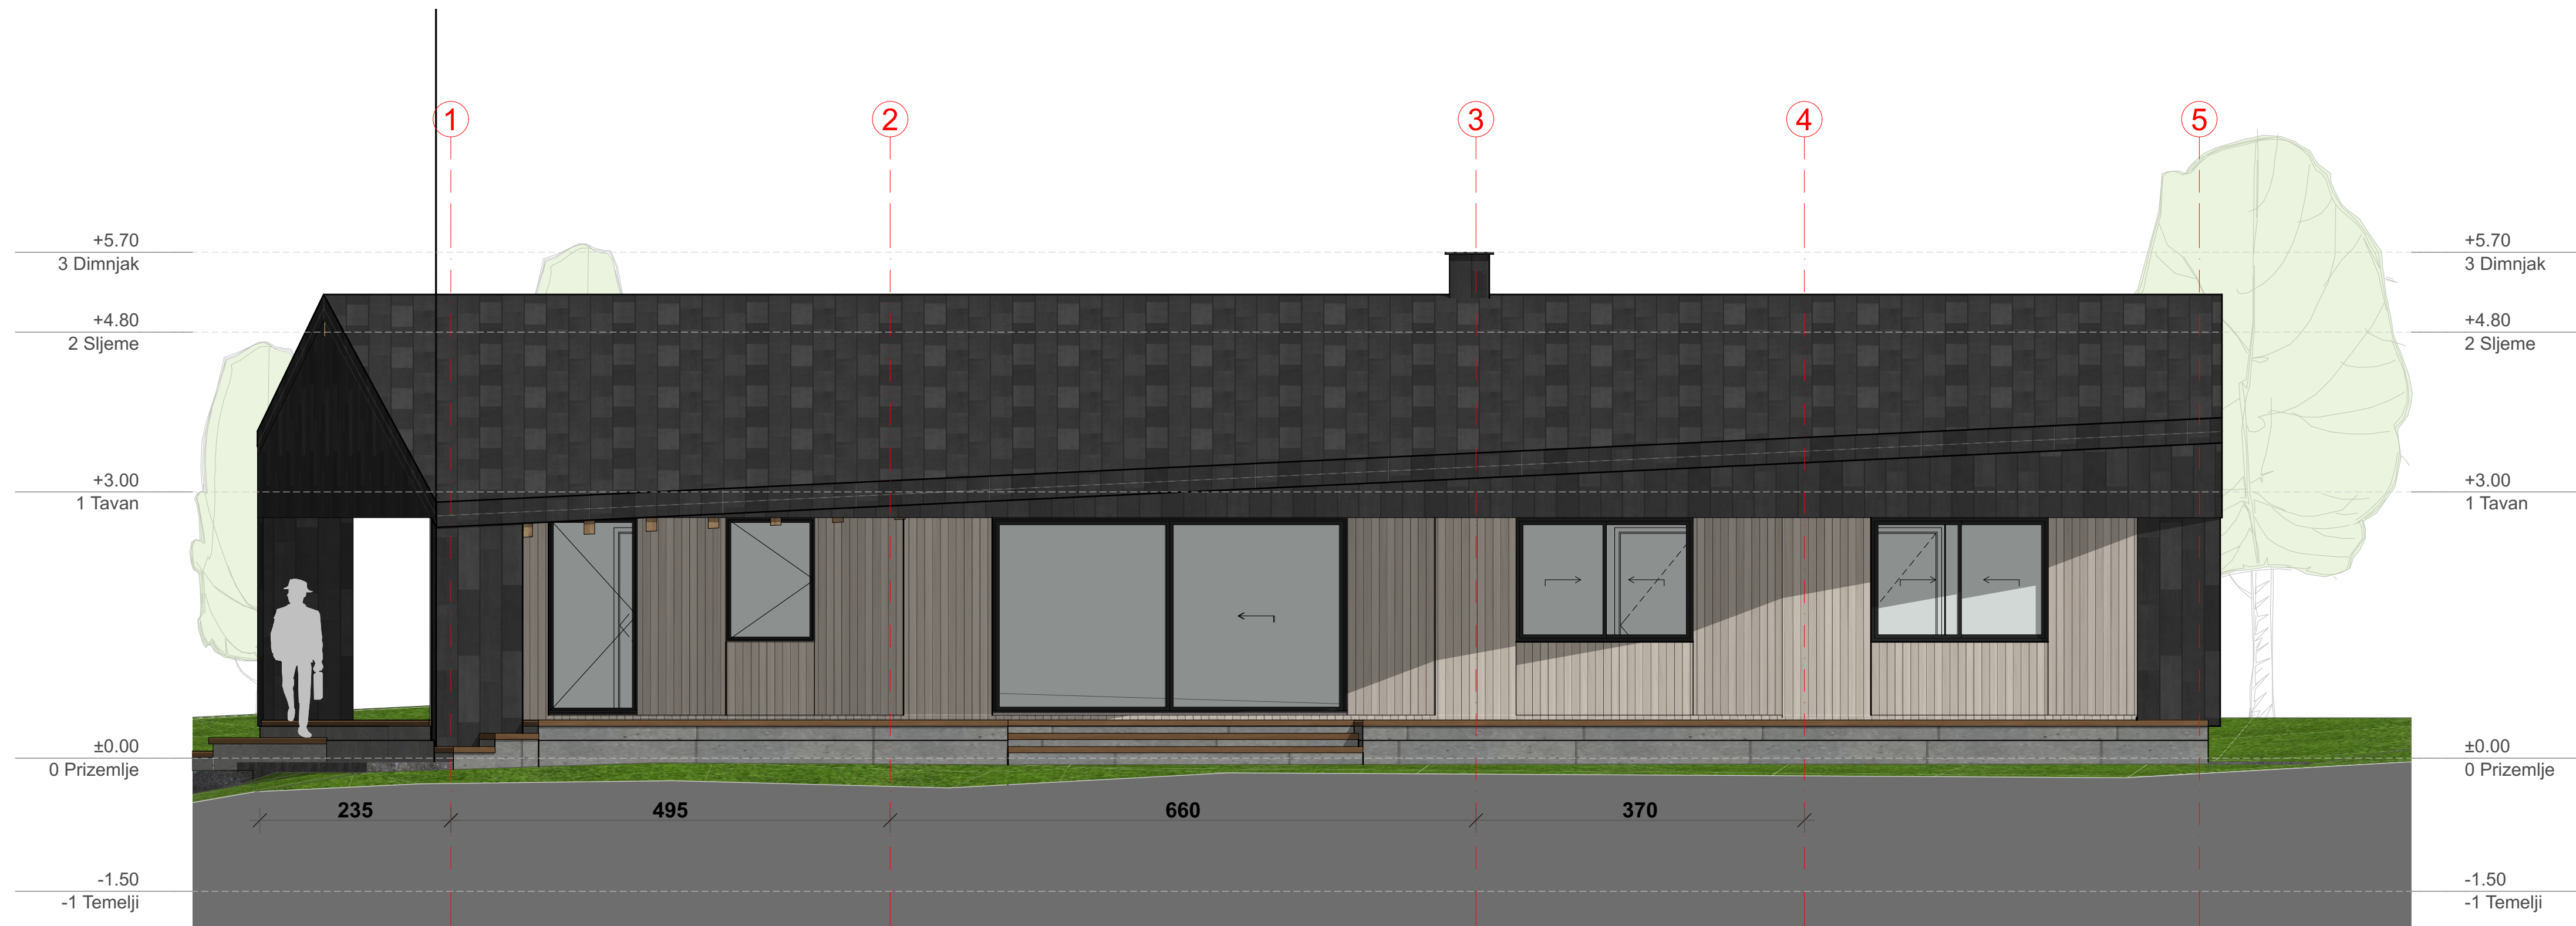 1 2 3 4 5
+5.70
3 Dimnjak
+5.70
3 Dimnjak
+4.80
2 Sljeme
+4.80
2 Sljeme
+3.00
1 Tavan
+3.00
1 Tavan
±0.00
0 Prizemlje
±0.00
0 Prizemlje
235 495 660 370
-1.50
-1 Temelji
-1.50
-1 Temelji